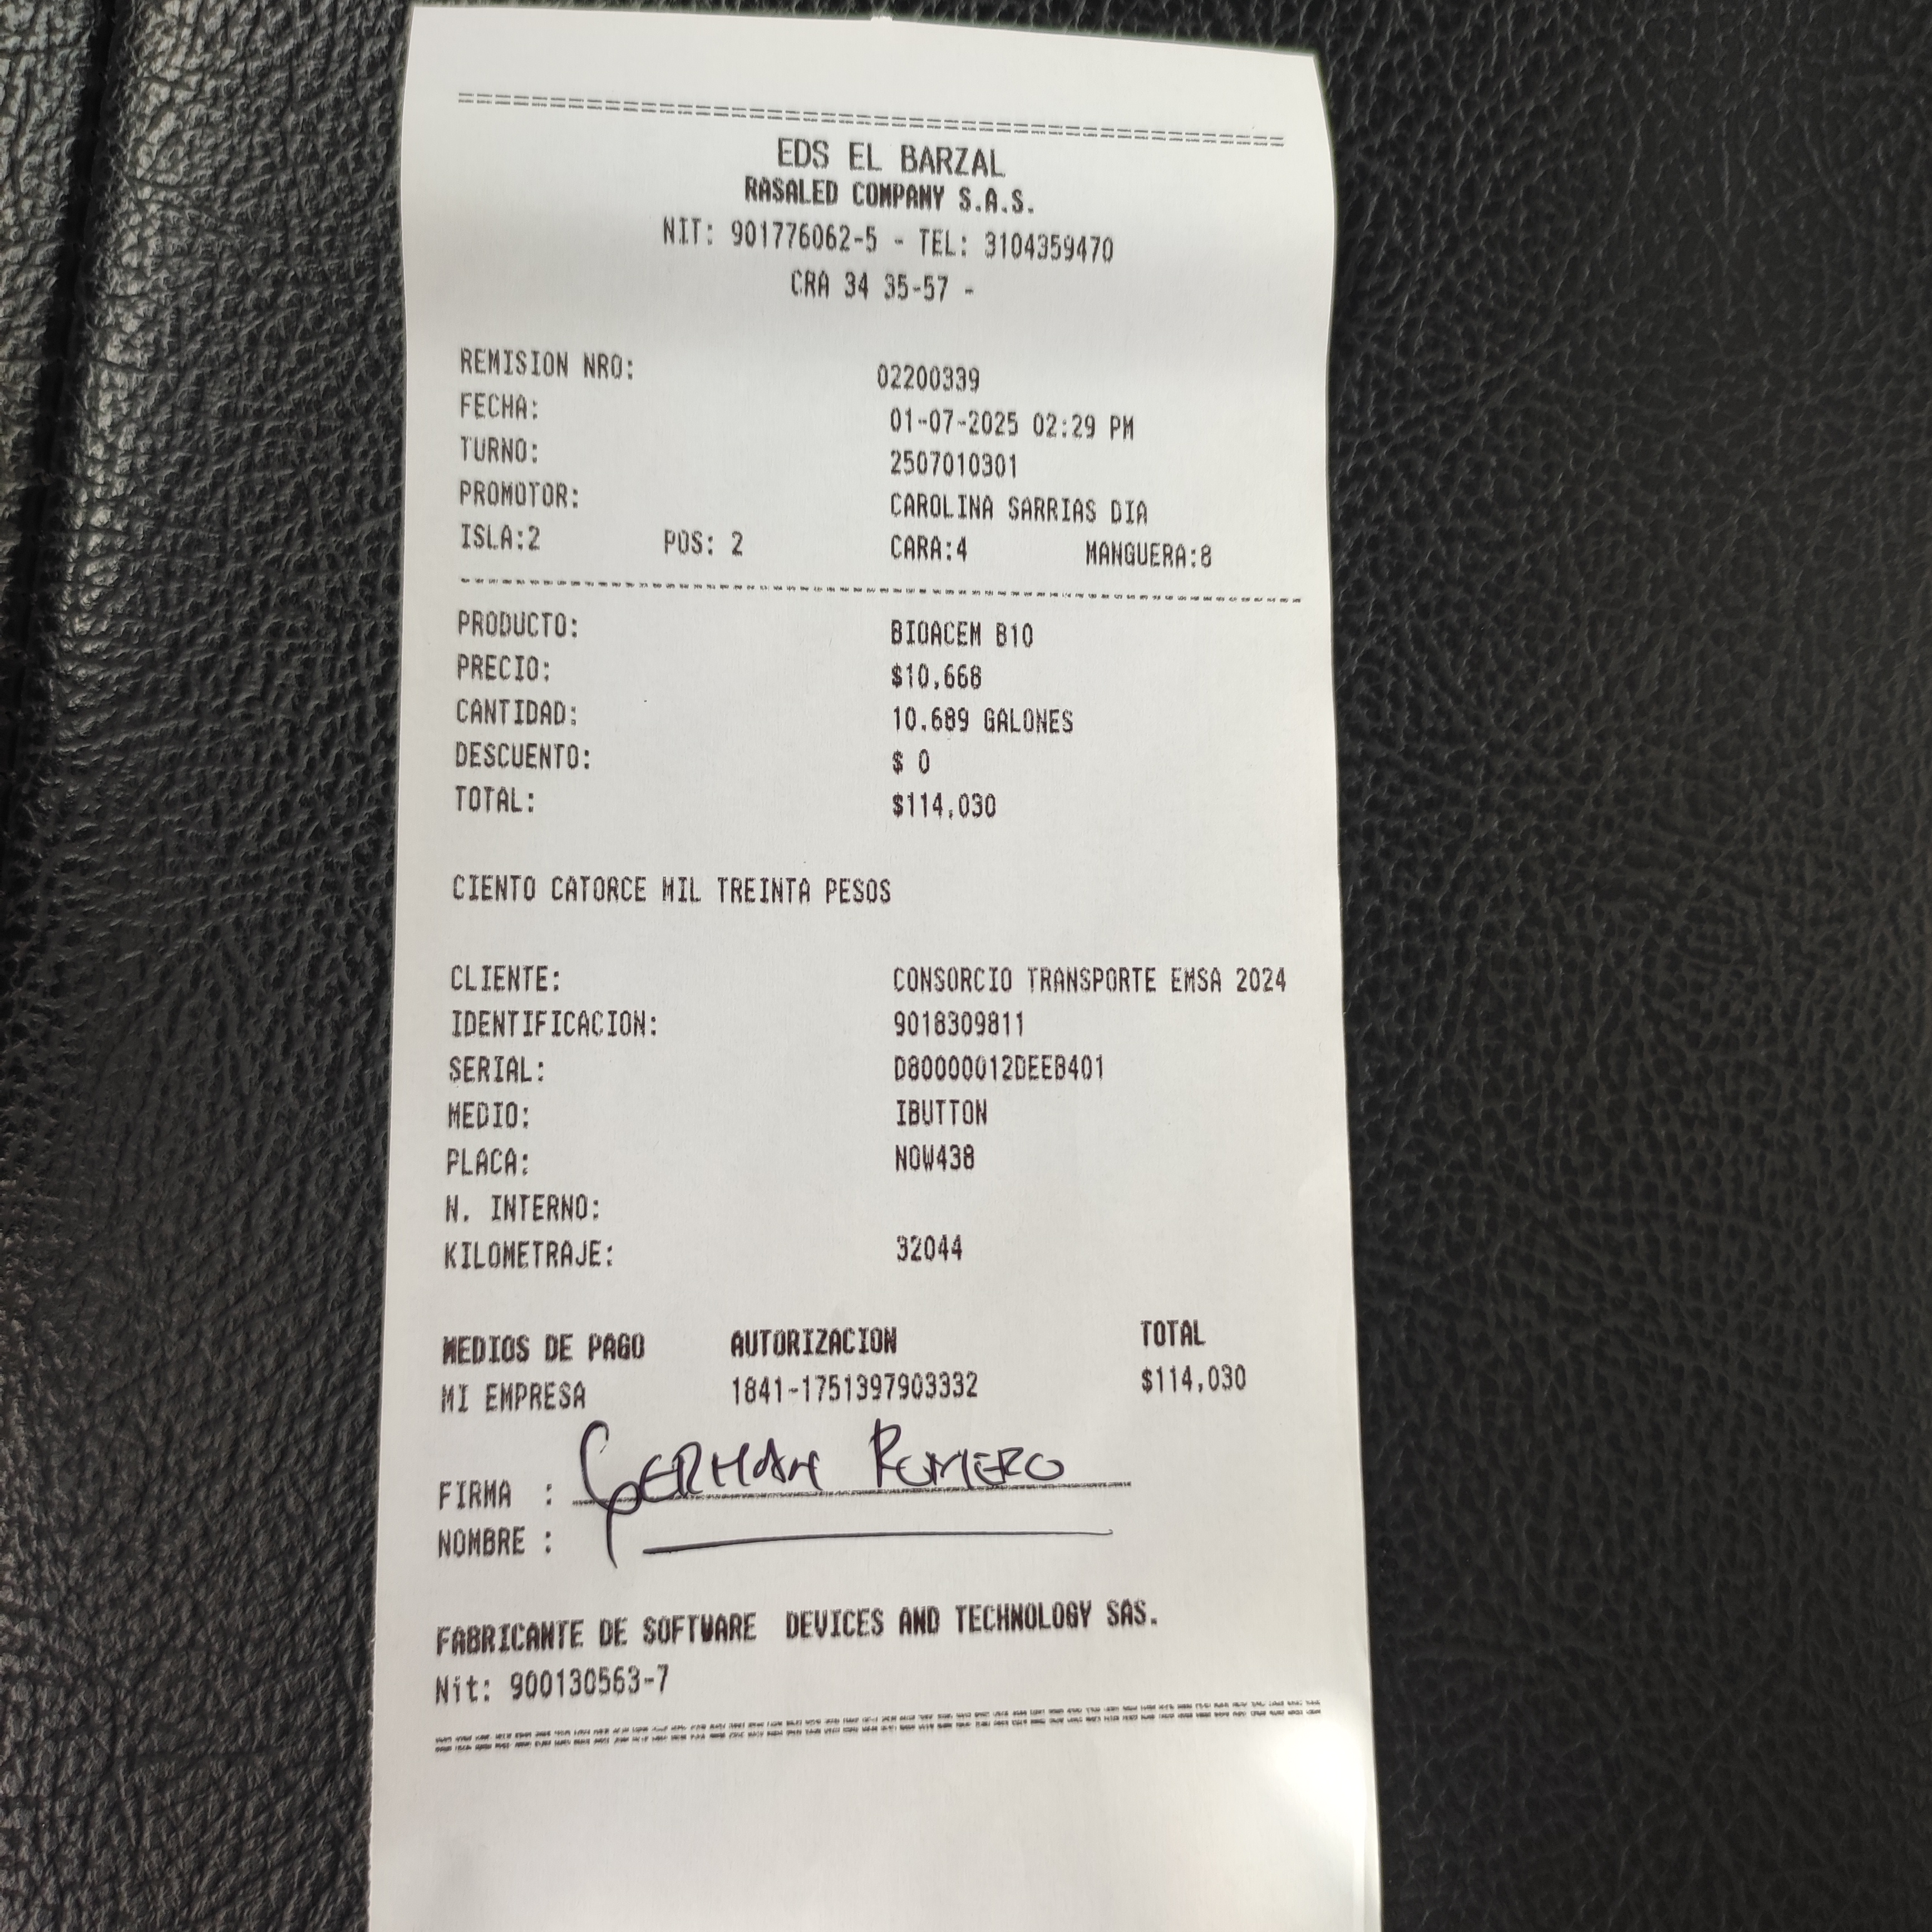 EDS EL BARZAL
RASALED COMPANY S.A.S.
NIT: 901776062-5 - TEL: 3104359470
CRA 34 35-57 -
REMISION NRO: 02200339
FECHA: 01-07-2025 02:29 PM
TURNO: 2507010301
PROMOTOR: CAROLINA SARRIAS DIA
ISLA:2 POS: 2 CARA:4 MANGUERA:8
PRODUCTO: BIOACEM B10
PRECIO: $10,668
CANTIDAD: 10.689 GALONES
DESCUENTO: $ 0
TOTAL: $114,030
CIENTO CATORCE MIL TREINTA PESOS
CLIENTE: CONSORCIO TRANSPORTE EMSA 2024
IDENTIFICACION: 9018309811
SERIAL: D80000012DEEB401
MEDIO: IBUTTON
PLACA: NOW438
N. INTERNO:
KILOMETRAJE: 32044
MEDIOS DE PAGO AUTORIZACION TOTAL
MI EMPRESA 1841-1751397903332 $114,030
FIRMA : GERMAN ROMERO
NOMBRE :
FABRICANTE DE SOFTWARE DEVICES AND TECHNOLOGY SAS.
Nit: 900130563-7